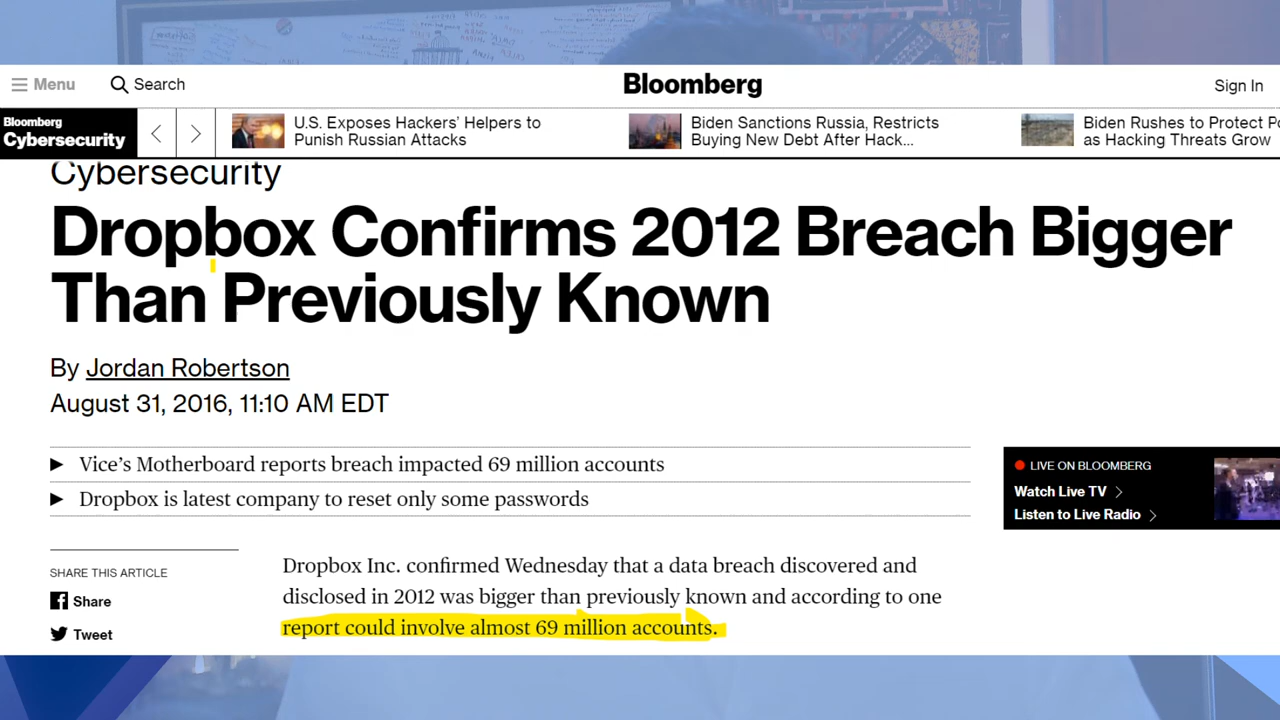 Menu
Search
Bloomberg
Sign In
Bloomberg
Cybersecurity
U.S. Exposes Hackers' Helpers to
Punish Russian Attacks
Biden Sanctions Russia, Restricts
Buying New Debt After Hack...
Biden Rushes to Protect
as Hacking Threats Grow
Cybersecurity
Dropbox Confirms 2012 Breach Bigger
Than Previously Known
By Jordan Robertson
August 31, 2016, 11:10 AM EDT
Vice's Motherboard reports breach impacted 69 million accounts
Dropbox is latest company to reset only some passwords
LIVE ON BLOOMBERG
Watch Live TV
Listen to Live Radio
SHARE THIS ARTICLE
Share
Tweet
Dropbox Inc. confirmed Wednesday that a data breach discovered and
disclosed in 2012 was bigger than previously known and according to one
report could involve almost 69 million accounts.